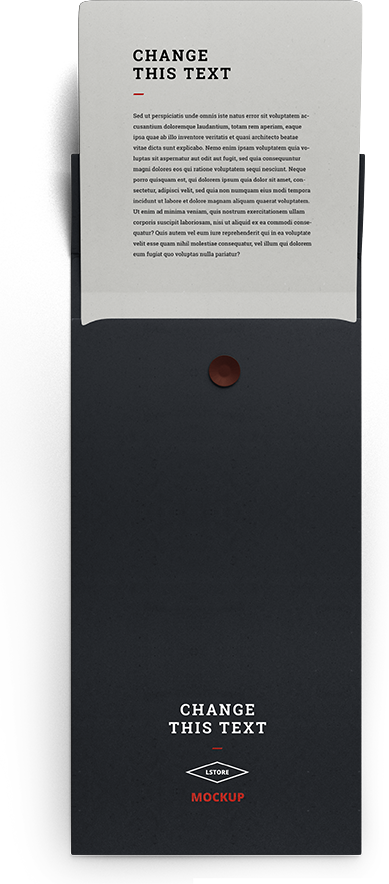 CHANGE
THIS TEXT
Sed ut perspiciatis unde omnis iste natus error sit voluptatem ac-
cusantium doloremque laudantium, totam rem aperiam, eaque
ipsa quae ab illo inventore veritatis et quasi architecto beatae
vitae dicta sunt explicabo. Nemo enim ipsam voluptatem quia vo-
luptas sit aspernatur aut odit aut fugit, sed quia consequuntur
magni dolores eos qui ratione voluptatem sequi nesciunt. Neque
porro quisquam est, qui dolorem ipsum quia dolor sit amet, con-
sectetur, adipisci velit, sed quia non numquam eius modi tempora
incidunt ut labore et dolore magnam aliquam quaerat voluptatem.
Ut enim ad minima veniam, quis nostrum exercitationem ullam
corporis suscipit laboriosam, nisi ut aliquid ex ea commodi conse-
quatur? Quis autem vel eum iure reprehenderit qui in ea voluptate
velit esse quam nihil molestiae consequatur, vel illum qui dolorem
eum fugiat quo voluptas nulla pariatur?
CHANGE
THIS TEXT
LSTORE
MOCKUP